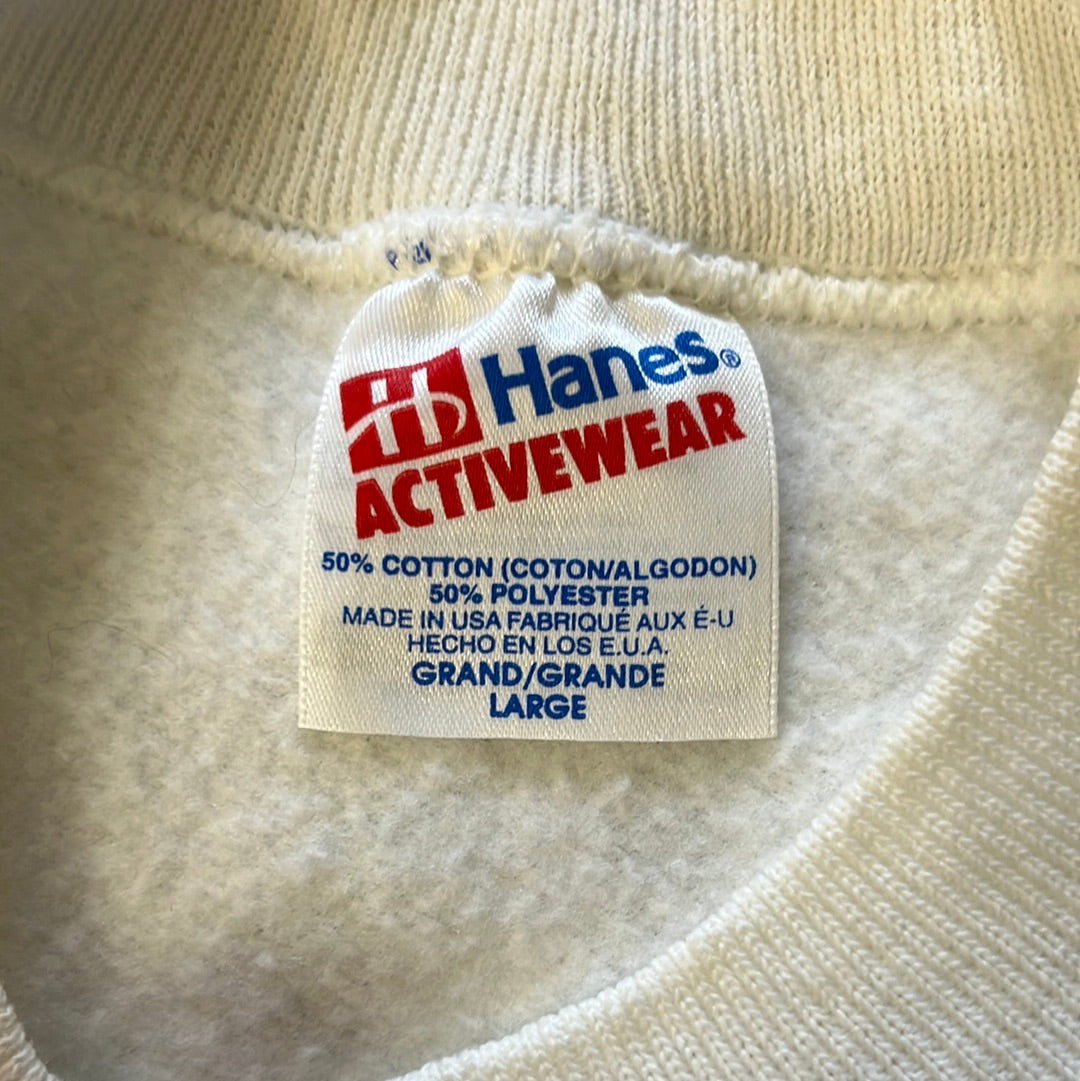 Hanes®
ACTIVEWEAR
50% COTTON (COTON/ALGODON)
50% POLYESTER
MADE IN USA FABRIQUÉ AUX É-U
HECHO EN LOS E.U.A.
GRAND/GRANDE
LARGE